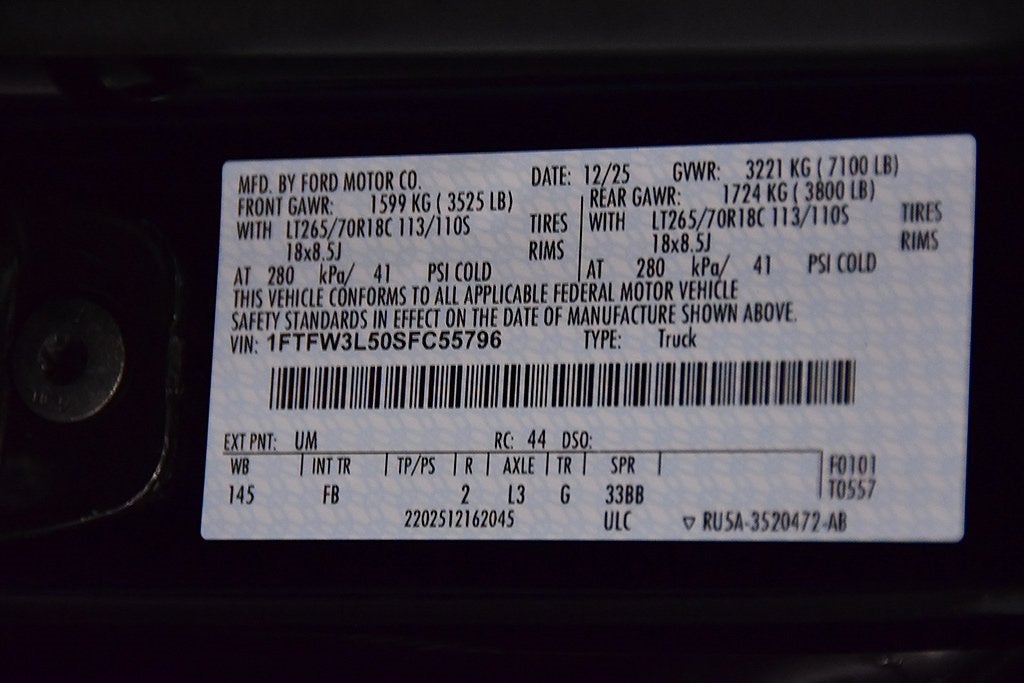 MFD. BY FORD MOTOR CO. DATE: 12/25 GVWR: 3221 KG ( 7100 LB)
FRONT GAWR: 1599 KG ( 3525 LB) REAR GAWR: 1724 KG ( 3800 LB)
WITH LT265/70R18C 113/110S TIRES WITH LT265/70R18C 113/110S TIRES
18x8.5J RIMS 18x8.5J RIMS
AT 280 kPa/ 41 PSI COLD AT 280 kPa/ 41 PSI COLD
THIS VEHICLE CONFORMS TO ALL APPLICABLE FEDERAL MOTOR VEHICLE
SAFETY STANDARDS IN EFFECT ON THE DATE OF MANUFACTURE SHOWN ABOVE.
VIN: 1FTFW3L50SFC55796 TYPE: Truck
EXT PNT: UM RC: 44 DSO:
WB INT TR TP/PS R AXLE TR SPR F0101
145 FB 2 L3 G 33BB T0557
2202512162045 ULC ▽ RU5A-3520472-AB